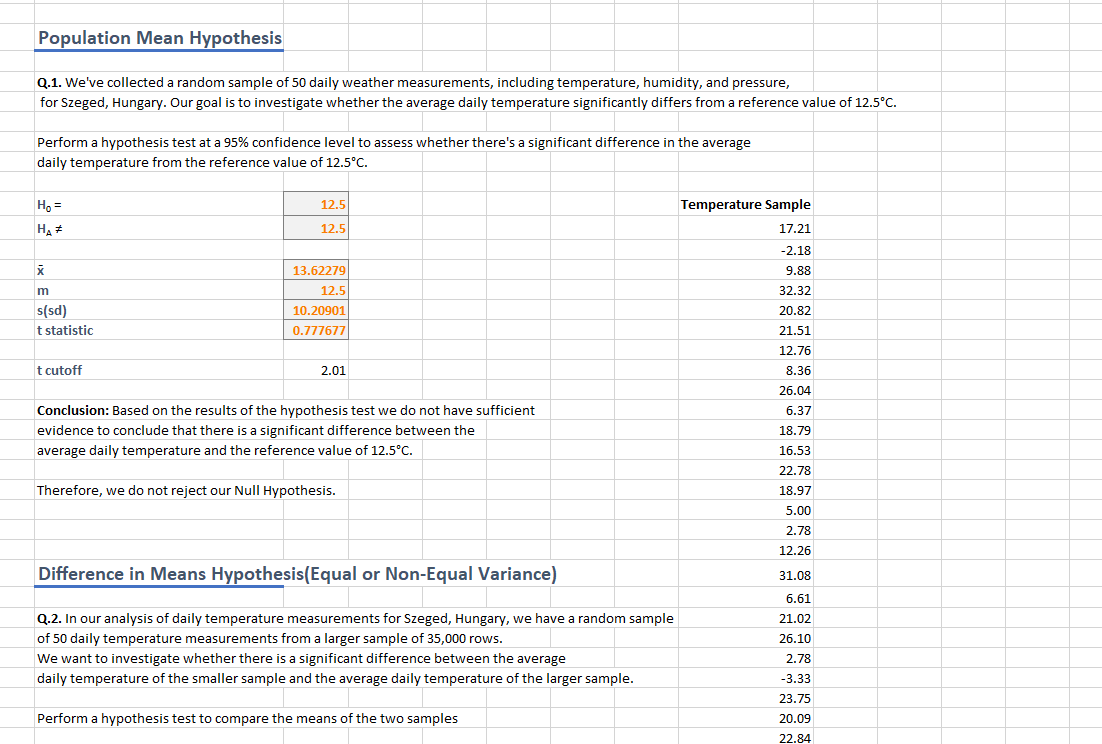 Population Mean Hypothesis
Q.1. We've collected a random sample of 50 daily weather measurements, including temperature, humidity, and pressure,
for Szeged, Hungary. Our goal is to investigate whether the average daily temperature significantly differs from a reference value of 12.5°C.
Perform a hypothesis test at a 95% confidence level to assess whether there's a significant difference in the average
daily temperature from the reference value of 12.5°C.
H₀ = 12.5 Temperature Sample
Hₐ ≠ 12.5 17.21
-2.18
x̄ 13.62279 9.88
m 12.5 32.32
s(sd) 10.20901 20.82
t statistic 0.777677 21.51
12.76
t cutoff 2.01 8.36
26.04
Conclusion: Based on the results of the hypothesis test we do not have sufficient 6.37
evidence to conclude that there is a significant difference between the 18.79
average daily temperature and the reference value of 12.5°C. 16.53
22.78
Therefore, we do not reject our Null Hypothesis. 18.97
5.00
2.78
12.26
Difference in Means Hypothesis(Equal or Non-Equal Variance) 31.08
6.61
Q.2. In our analysis of daily temperature measurements for Szeged, Hungary, we have a random sample 21.02
of 50 daily temperature measurements from a larger sample of 35,000 rows. 26.10
We want to investigate whether there is a significant difference between the average 2.78
daily temperature of the smaller sample and the average daily temperature of the larger sample. -3.33
23.75
Perform a hypothesis test to compare the means of the two samples 20.09
22.84